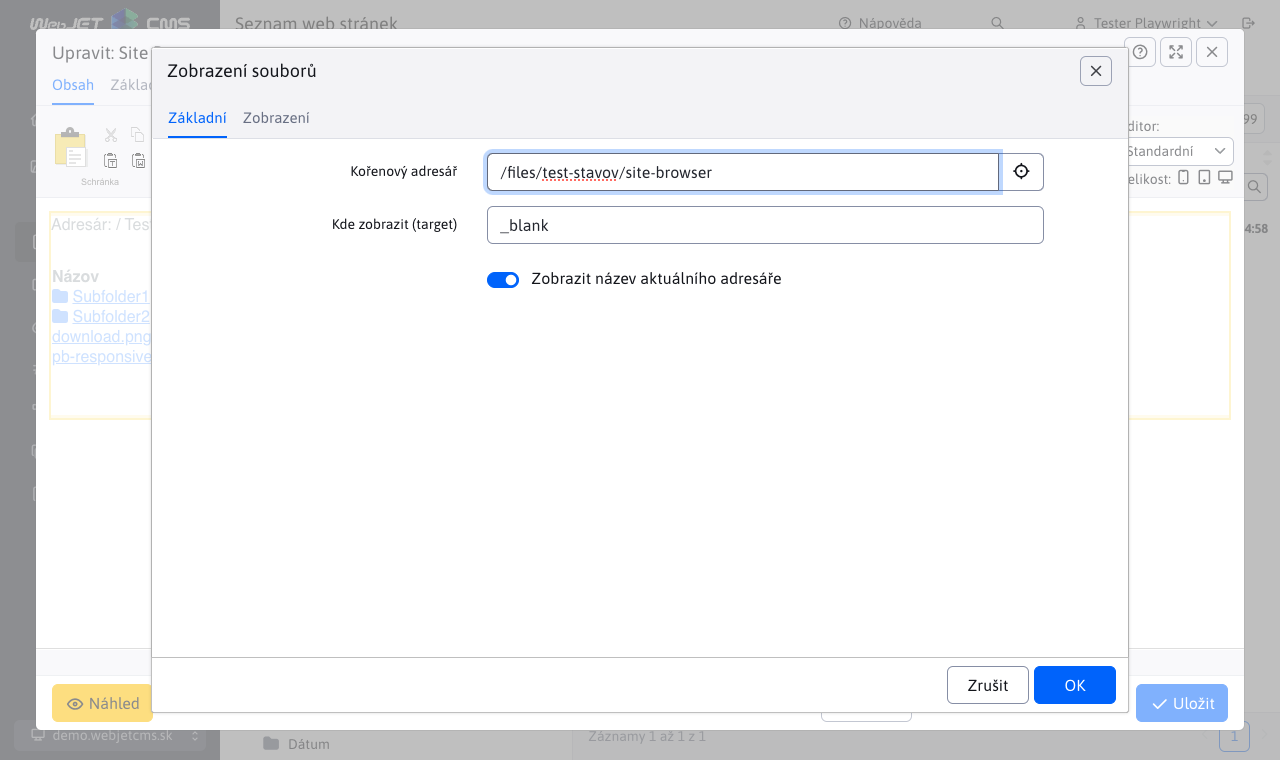 WebJET CMS
Seznam web stránek
Nápověda
Tester Playwright
Upravit: Site
Zobrazení souborů
Obsah
Základní
Zobrazení
99
ditor:
Standardní
elikost:
Schránka
Kořenový adresář
/files/test-stavov/site-browser
Kde zobrazit (target)
_blank
Adresár: / Test
4:58
Zobrazit název aktuálního adresáře
Názov
Subfolder1
Subfolder2
download.png
pb-responsive
Zrušit
OK
Náhled
Uložit
demo.webjetcms.sk
Dátum
Záznamy 1 až 1 z 1
1